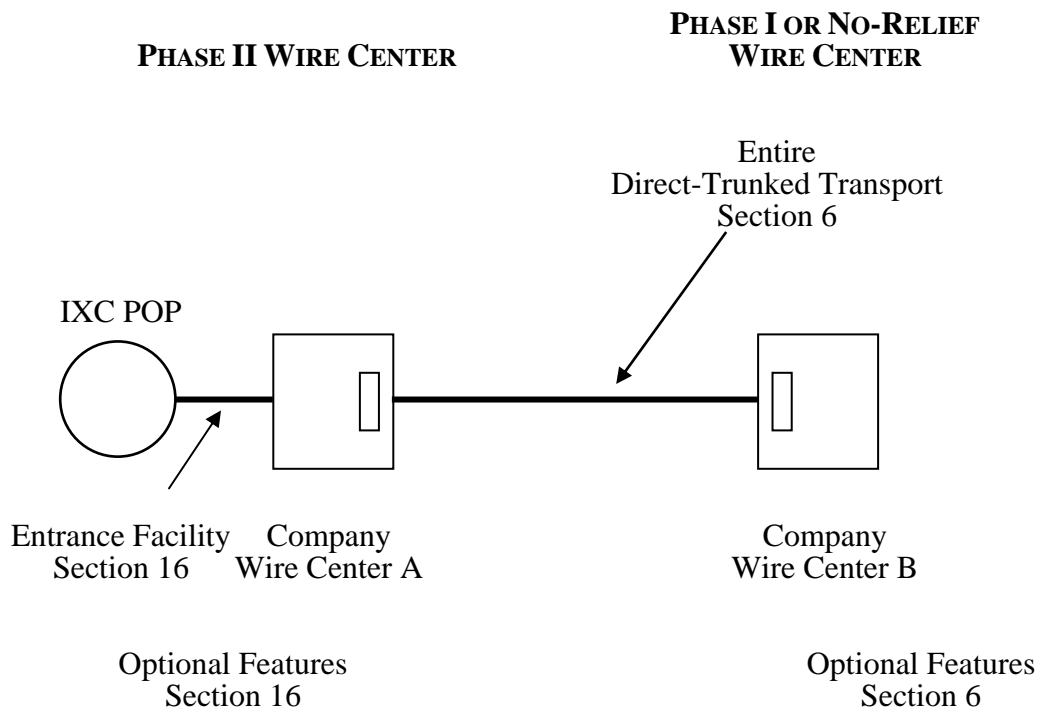 PHASE II WIRE CENTER
PHASE I OR NO-RELIEF
WIRE CENTER
Entire
Direct-Trunked Transport
Section 6
IXC POP
Entrance Facility
Section 16
Company
Wire Center A
Company
Wire Center B
Optional Features
Section 16
Optional Features
Section 6